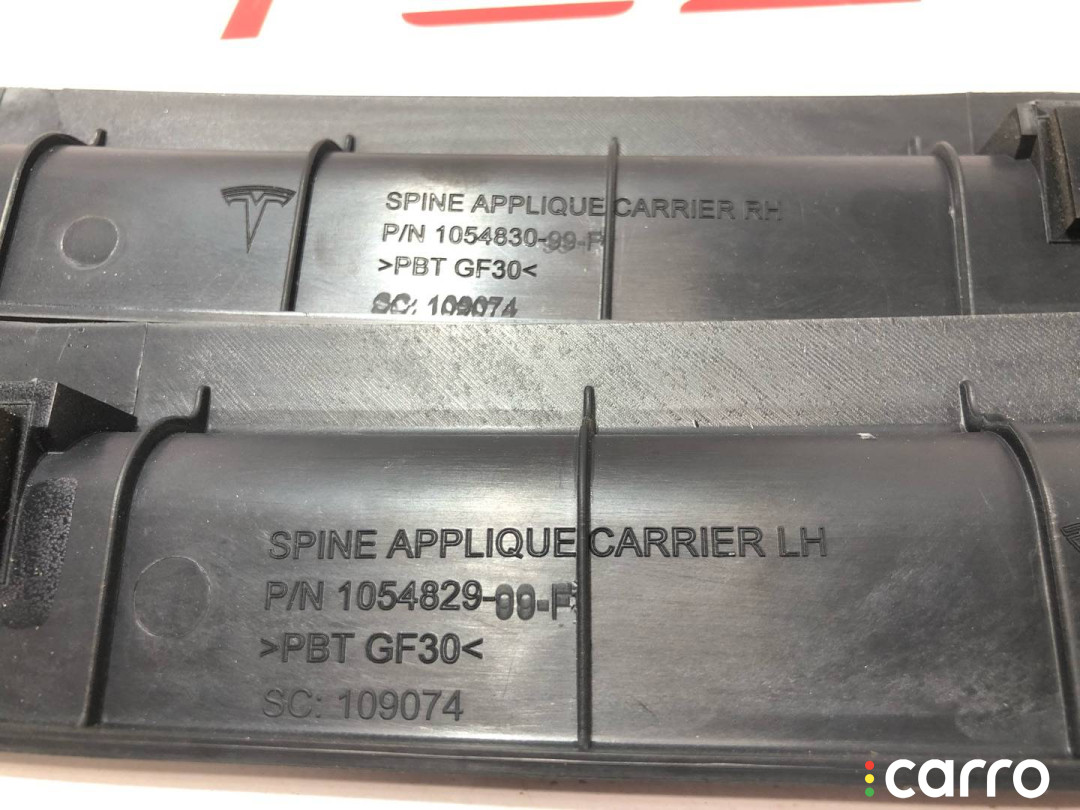 SPINE APPLIQUE CARRIER RH
P/N 1054830-99-F
>PBT GF30<
SC: 109074
SPINE APPLIQUE CARRIER LH
P/N 1054829-99-F
>PBT GF30<
SC: 109074
carro